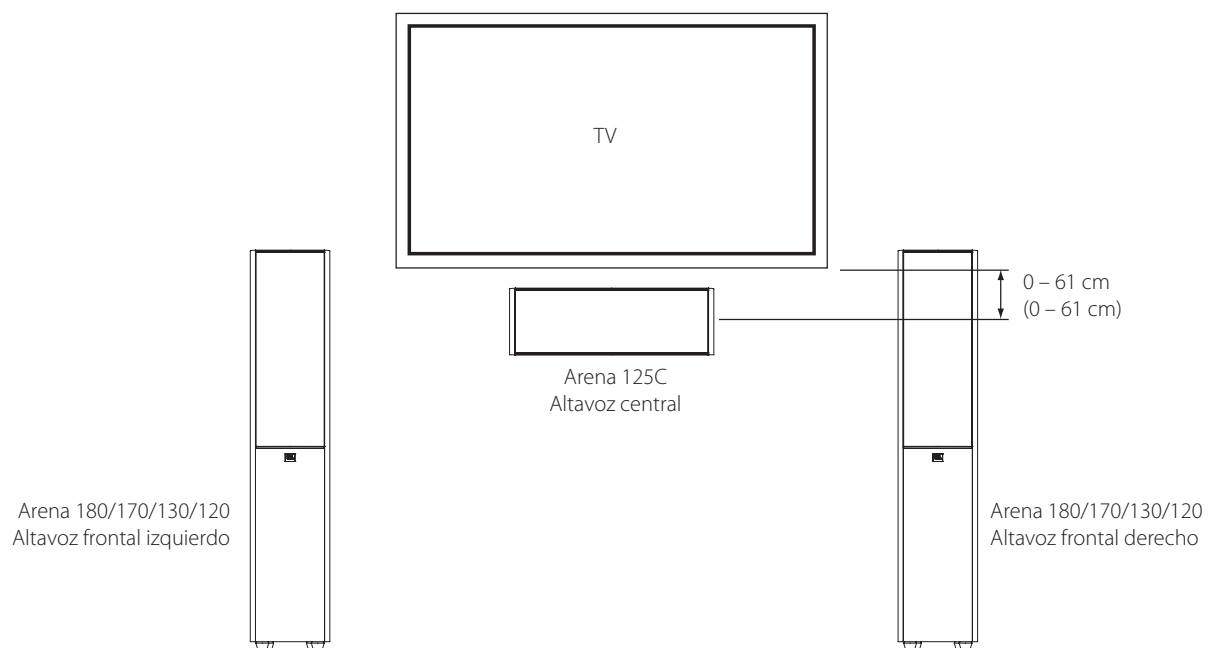 TV
0 – 61 cm
(0 – 61 cm)
Arena 125C
Altavoz central
Arena 180/170/130/120
Altavoz frontal izquierdo
Arena 180/170/130/120
Altavoz frontal derecho